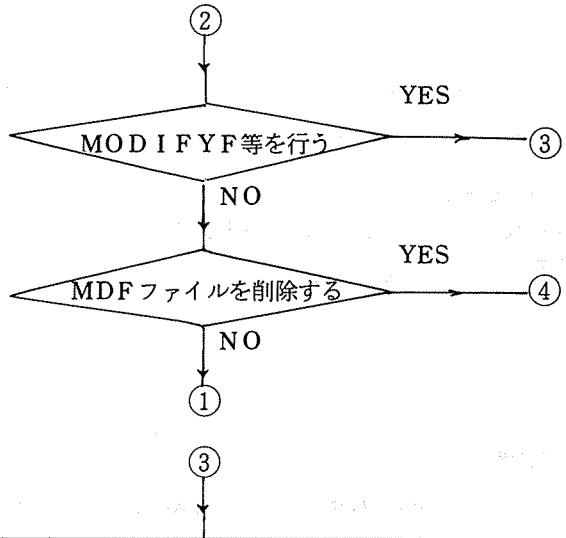 ②
YES
MODIFYF等を行う
③
NO
YES
MDFファイルを削除する
④
NO
①
③